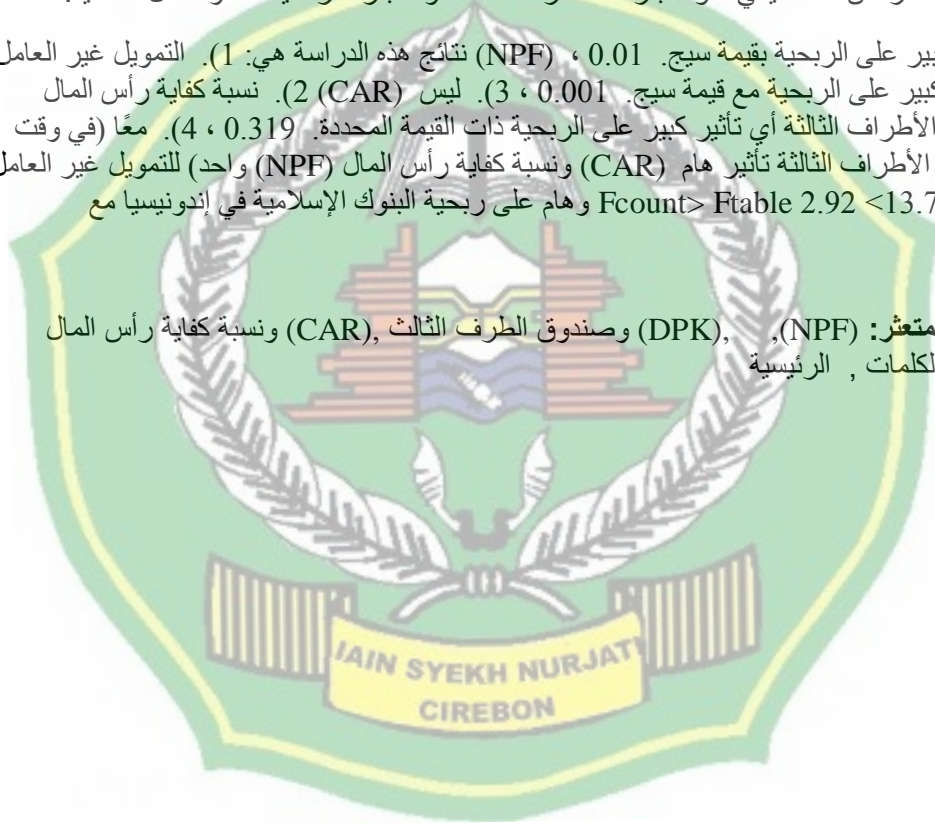 بير على الربحية بقيمة سيج. 0.01 ، (NPF) نتائج هذه الدراسة هي: 1). التمويل غير العامل
كبير على الربحية مع قيمة سيج. 0.001 ، 3). ليس (CAR) 2). نسبة كفاية رأس المال
الأطراف الثالثة أي تأثير كبير على الربحية ذات القيمة المحددة. 0.319 ، 4). معًا (في وقت
الأطراف الثالثة تأثير هام (CAR) ونسبة كفاية رأس المال (NPF) واحد) للتمويل غير العامل
وهام على ربحية البنوك الإسلامية في إندونيسيا مع Fcount> Ftable 2.92 <13.7
متعثر: (NPF), (DPK), وصندوق الطرف الثالث (CAR), ونسبة كفاية رأس المال
لكلمات , الرئيسية
IAIN SYEKH NURJATI
CIREBON